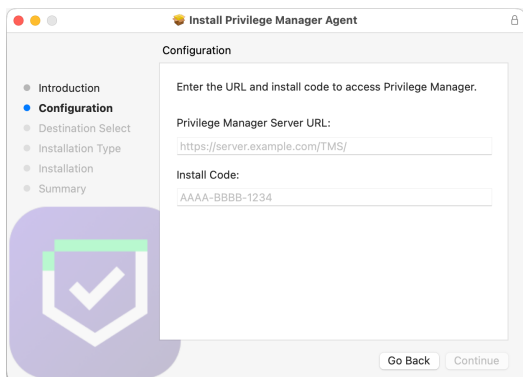 Install Privilege Manager Agent
Configuration
Introduction
Configuration
Destination Select
Installation Type
Installation
Summary
Enter the URL and install code to access Privilege Manager.
Privilege Manager Server URL:
https://server.example.com/TMS/
Install Code:
AAAA-BBBB-1234
Go Back
Continue